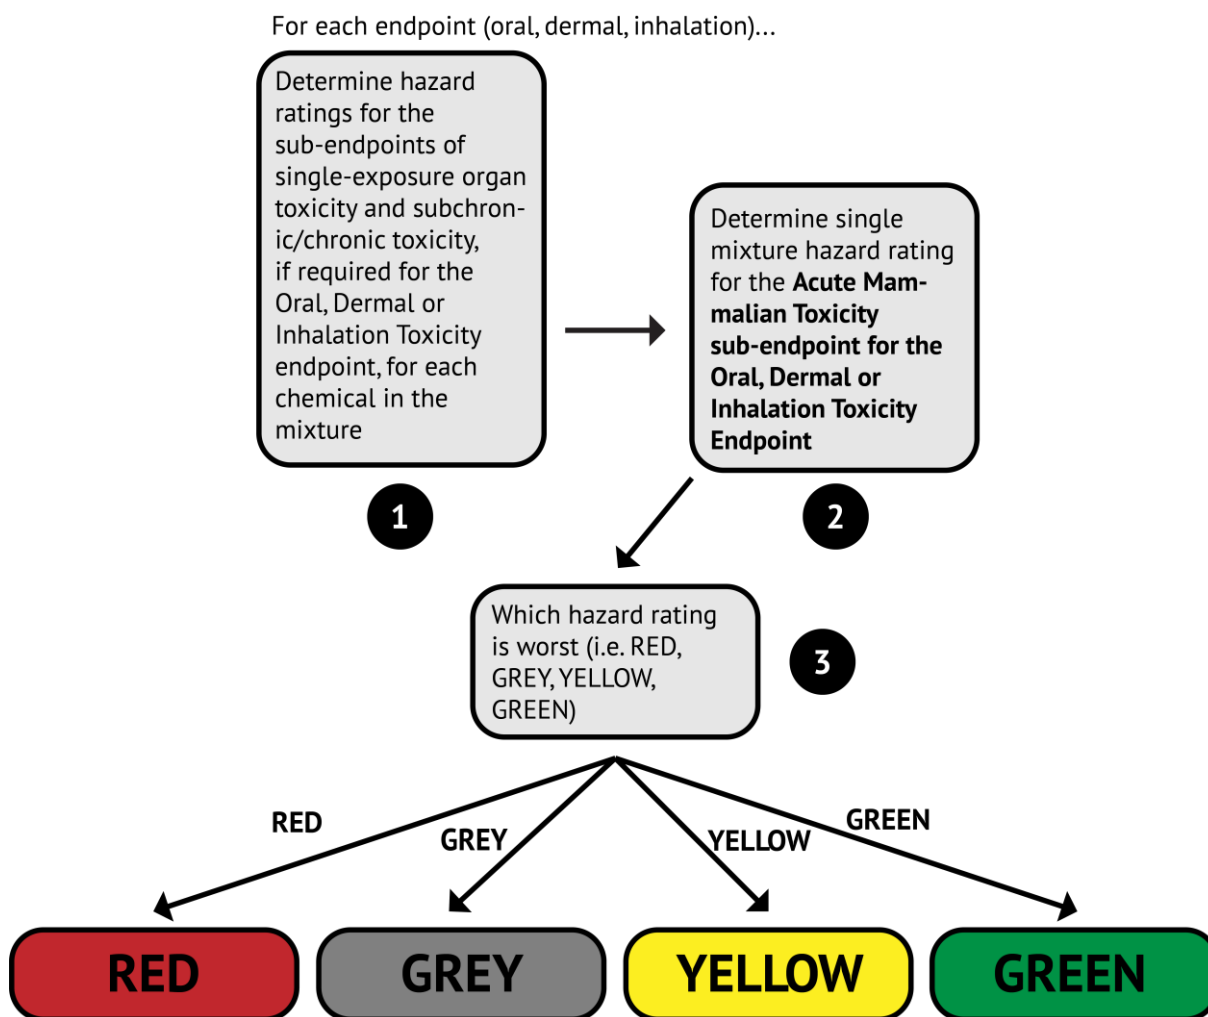 For each endpoint (oral, dermal, inhalation)...
Determine hazard
ratings for the
sub-endpoints of
single-exposure organ
toxicity and subchron-
ic/chronic toxicity,
if required for the
Oral, Dermal or
Inhalation Toxicity
endpoint, for each
chemical in the
mixture
1
Determine single
mixture hazard rating
for the Acute Mam-
malian Toxicity
sub-endpoint for the
Oral, Dermal or
Inhalation Toxicity
Endpoint
2
Which hazard rating
is worst (i.e. RED,
GREY, YELLOW,
GREEN)
3
RED
GREY
YELLOW
GREEN
RED
GREY
YELLOW
GREEN